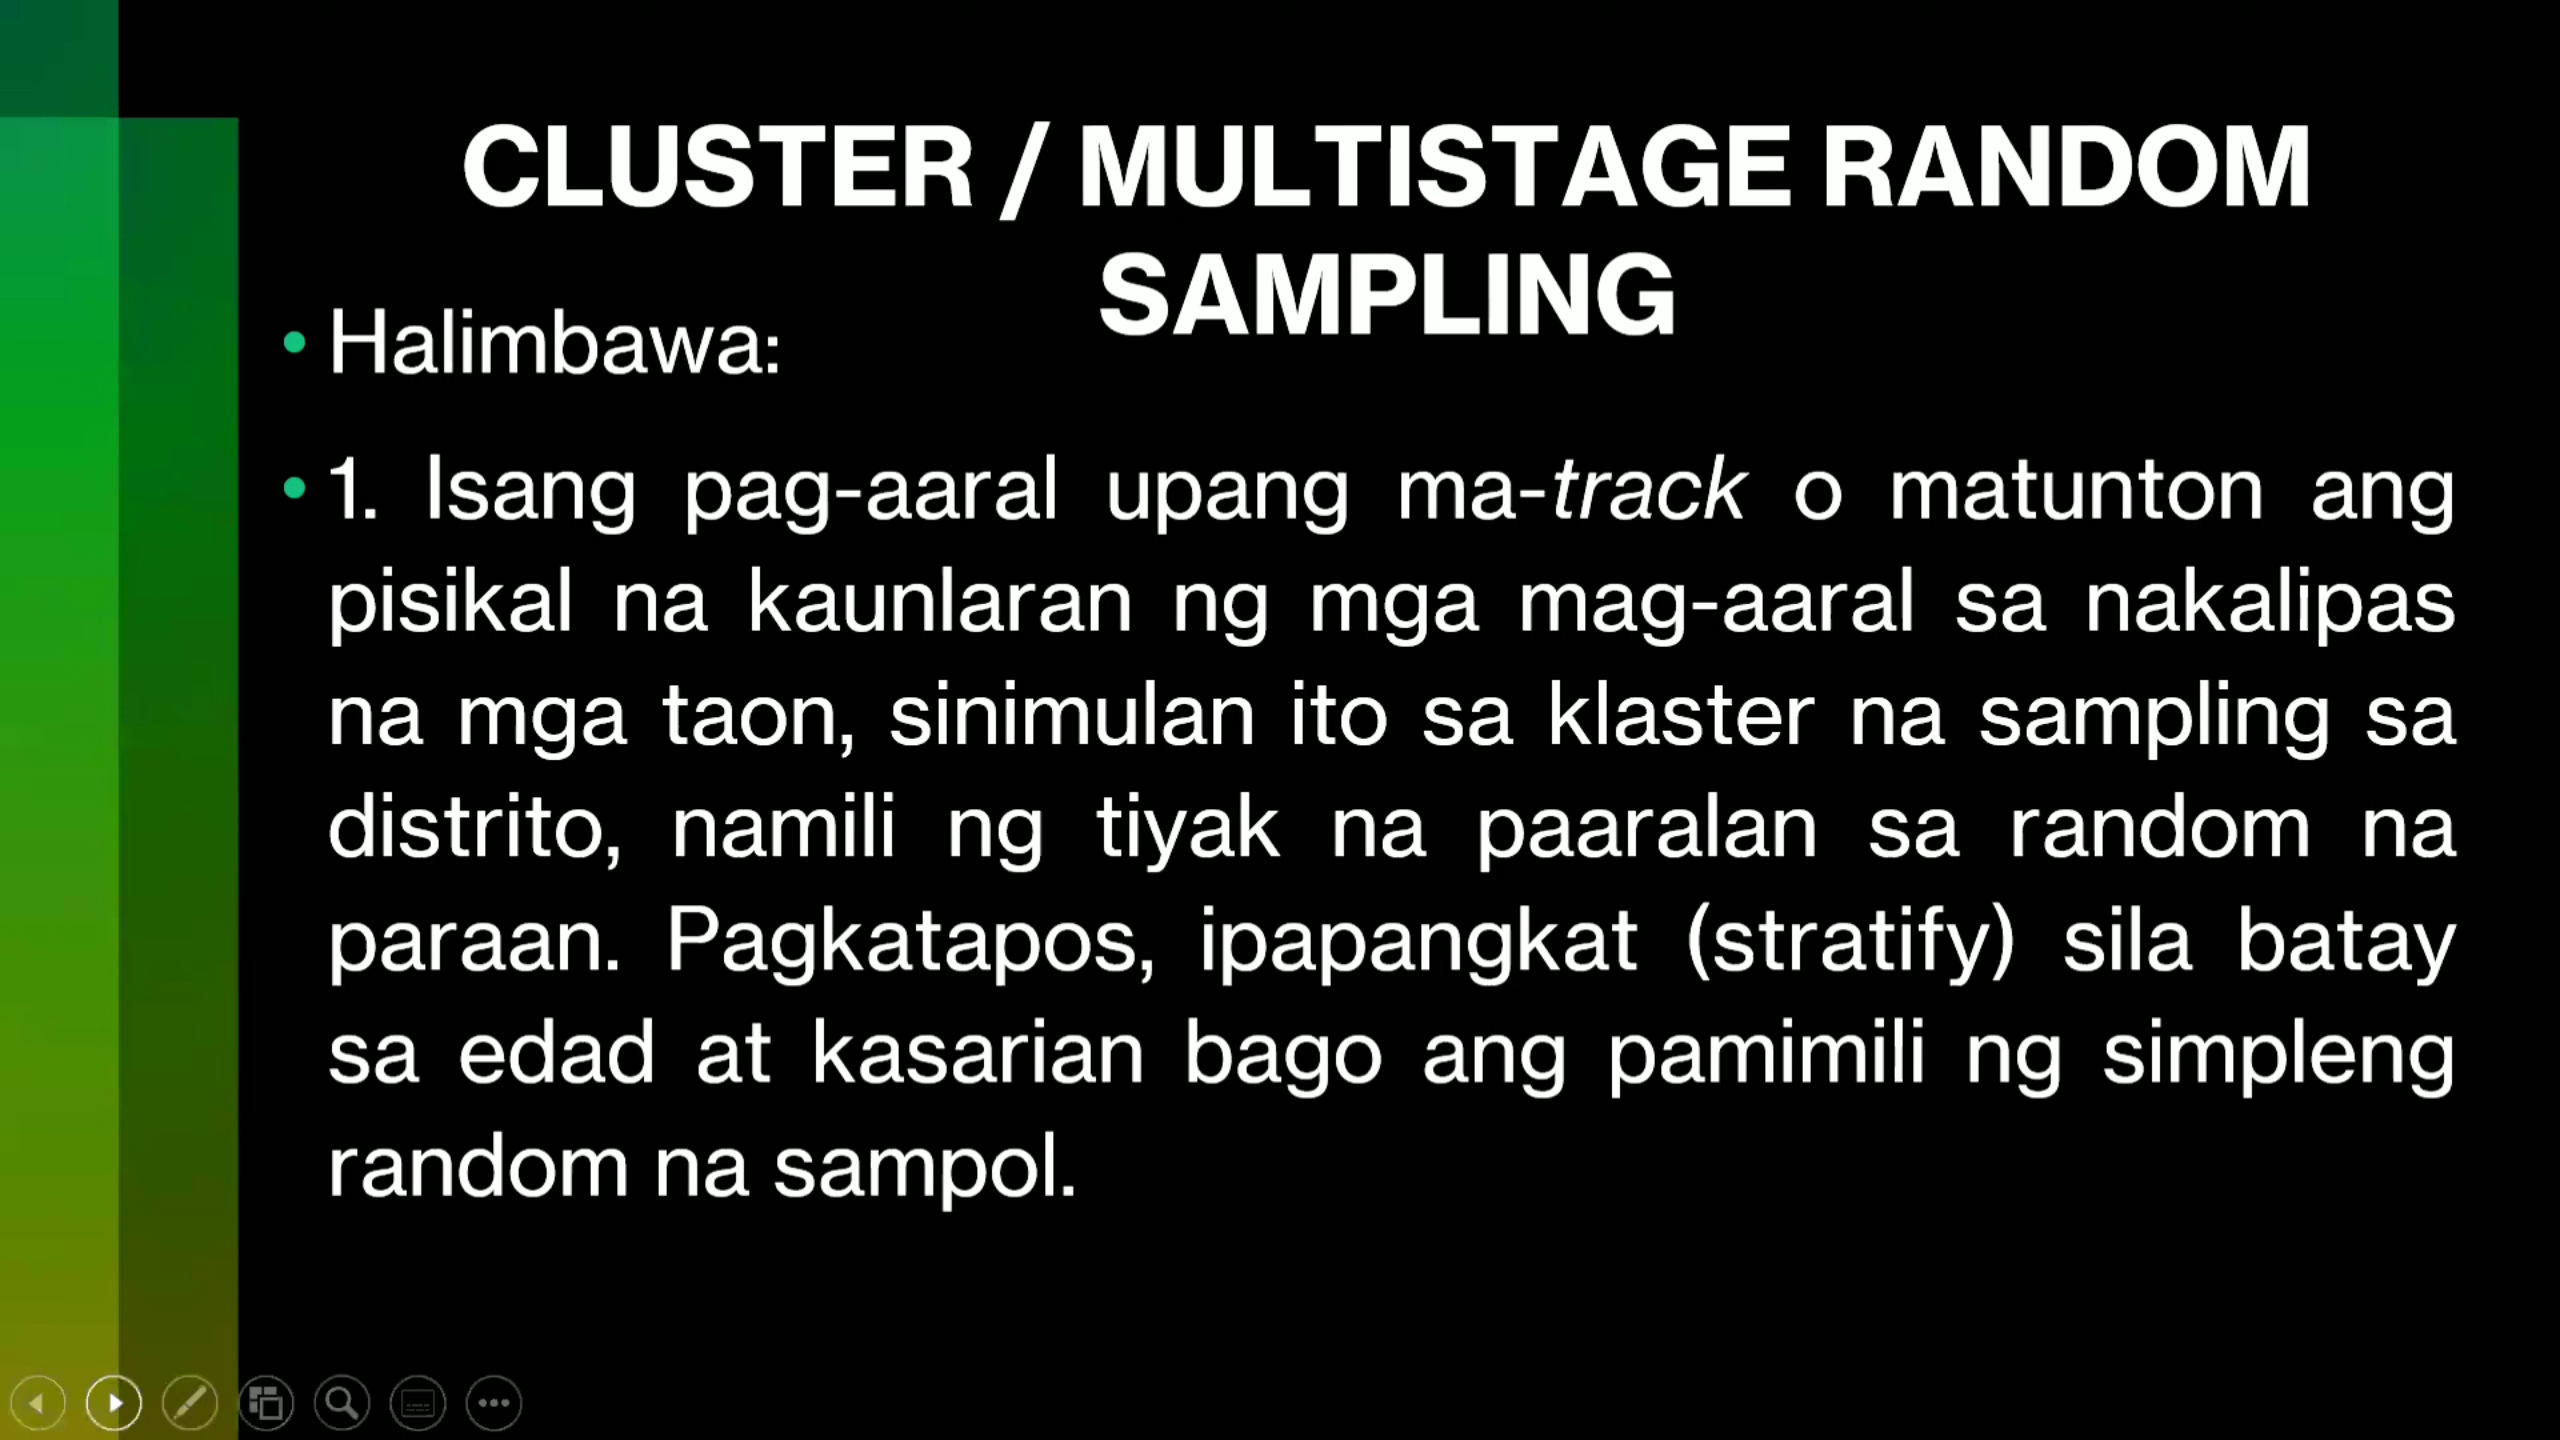 CLUSTER / MULTISTAGE RANDOM
SAMPLING
• Halimbawa:
• 1. Isang pag-aaral upang ma-track o matunton ang
pisikal na kaunlaran ng mga mag-aaral sa nakalipas
na mga taon, sinimulan ito sa klaster na sampling sa
distrito, namili ng tiyak na paaralan sa random na
paraan. Pagkatapos, ipapangkat (stratify) sila batay
sa edad at kasarian bago ang pamimili ng simpleng
random na sampol.